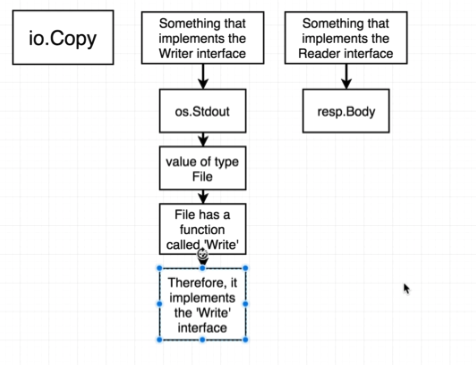 io.Copy
Something that
implements the
Writer interface
Something that
implements the
Reader interface
os.Stdout
resp.Body
value of type
File
File has a
function
called 'Write'
Therefore, it
implements
the 'Write'
interface